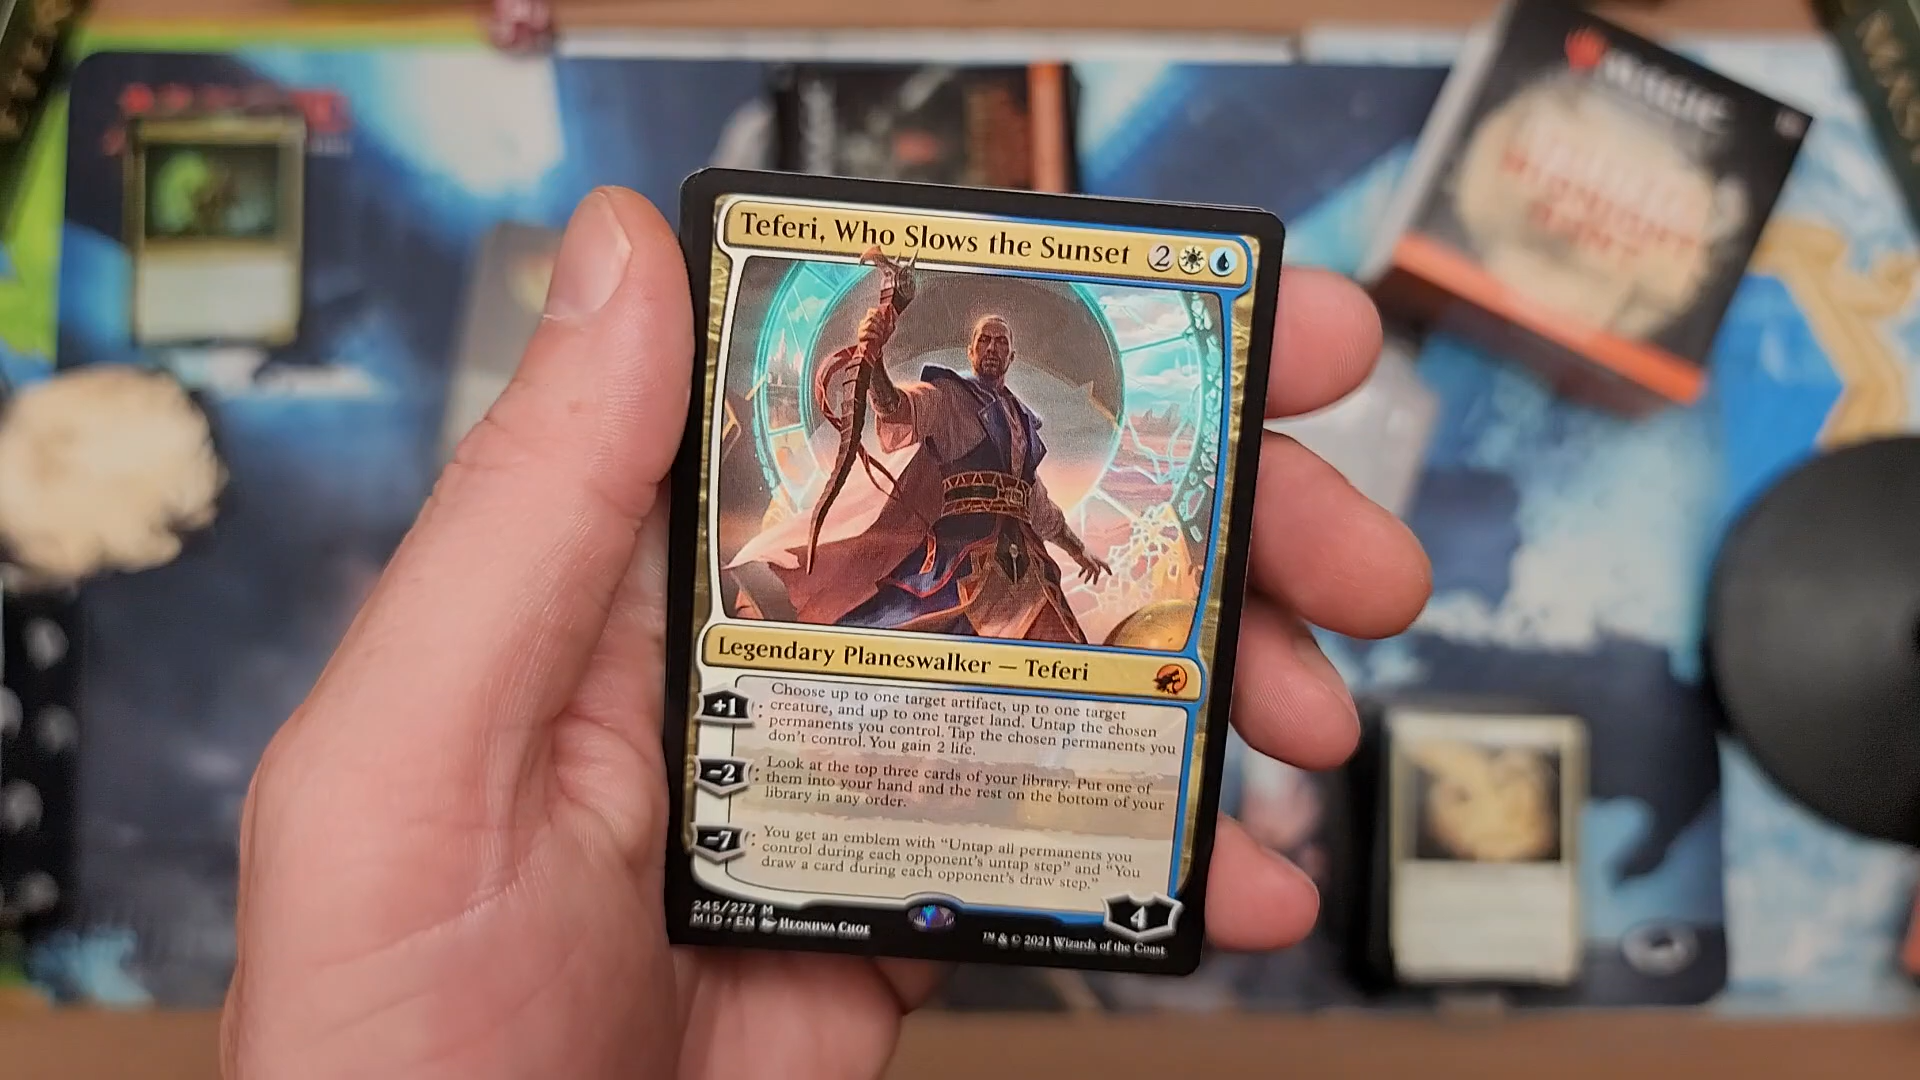 MAGIC
MIDNIGHT
HUNT
Teferi, Who Slows the Sunset 2
Legendary Planeswalker — Teferi
+1: Choose up to one target artifact, up to one target
creature, and up to one target land. Untap the chosen
permanents you control. Tap the chosen permanents you
don't control. You gain 2 life.
−2: Look at the top three cards of your library. Put one of
them into your hand and the rest on the bottom of your
library in any order.
−7: You get an emblem with “Untap all permanents you
control during each opponent's untap step” and “You
draw a card during each opponent's draw step.”
4
245/277 M
MID • EN Heonhwa Choe
™ & © 2021 Wizards of the Coast